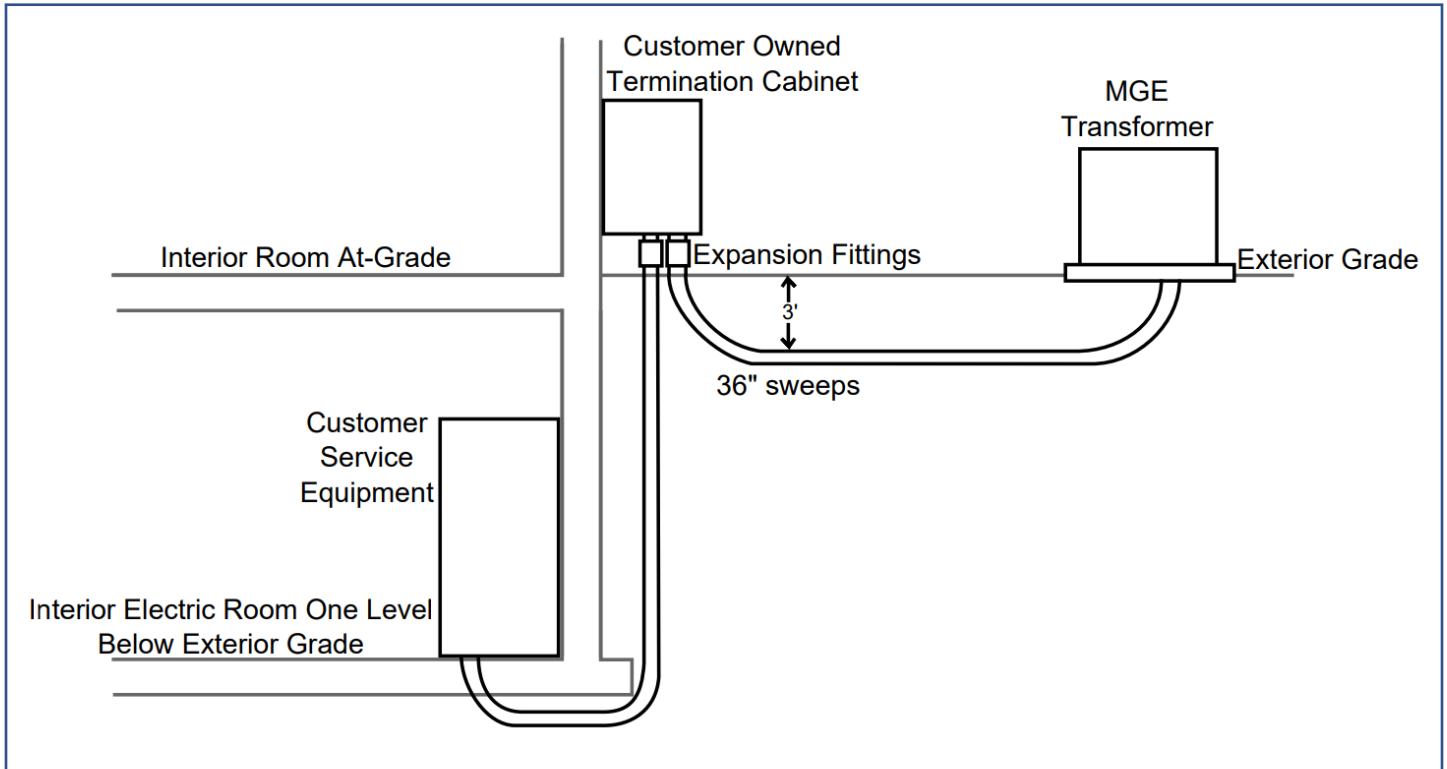 Customer Owned
Termination Cabinet
MGE
Transformer
Interior Room At-Grade
Expansion Fittings
Exterior Grade
3'
36" sweeps
Customer
Service
Equipment
Interior Electric Room One Level
Below Exterior Grade